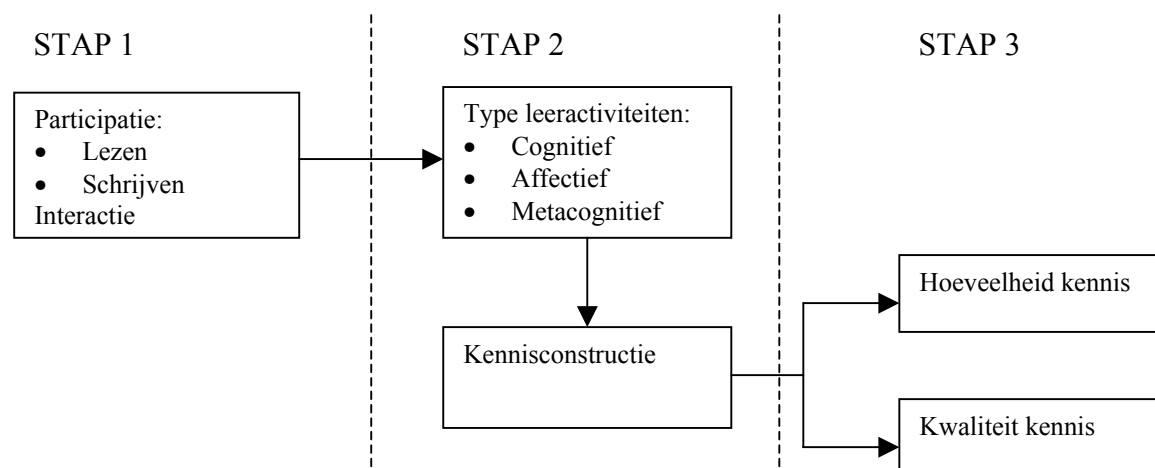 STAP 1
Participatie:
• Lezen
• Schrijven
Interactie
STAP 2
Type leeractiviteiten:
• Cognitief
• Affectief
• Metacognitief
Kennisconstructie
STAP 3
Hoeveelheid kennis
Kwaliteit kennis